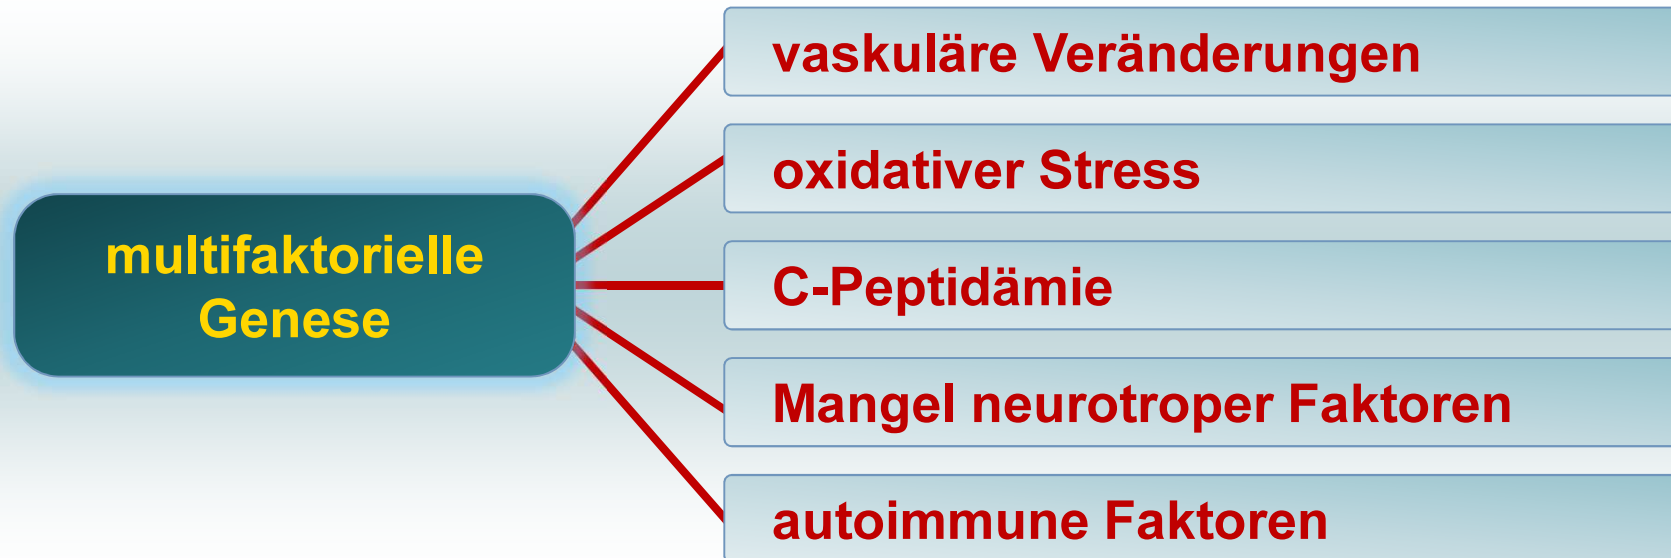 vaskuläre Veränderungen
oxidativer Stress
multifaktorielle
Genese
C-Peptidämie
Mangel neurotroper Faktoren
autoimmune Faktoren